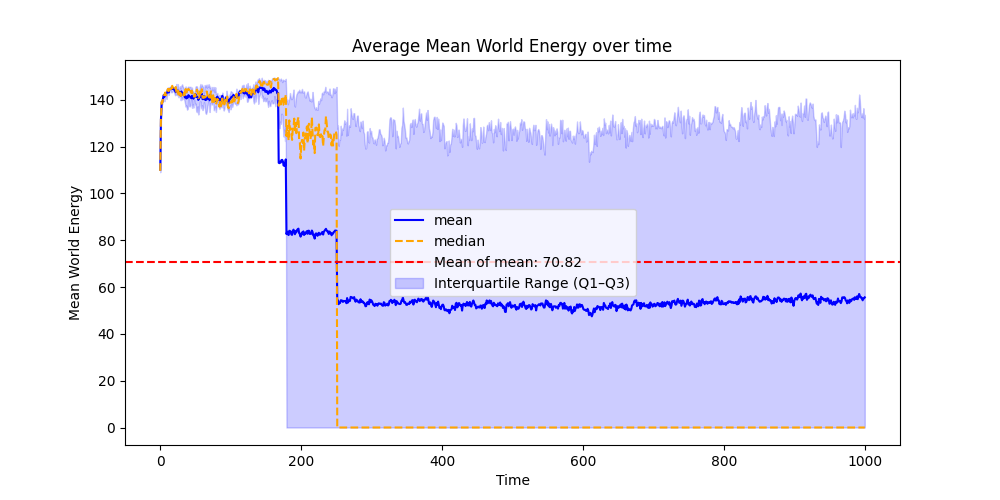 Average Mean World Energy over time
Mean World Energy
140
120
100
80
60
40
20
0
mean
median
Mean of mean: 70.82
Interquartile Range (Q1–Q3)
0
200
400
600
800
1000
Time